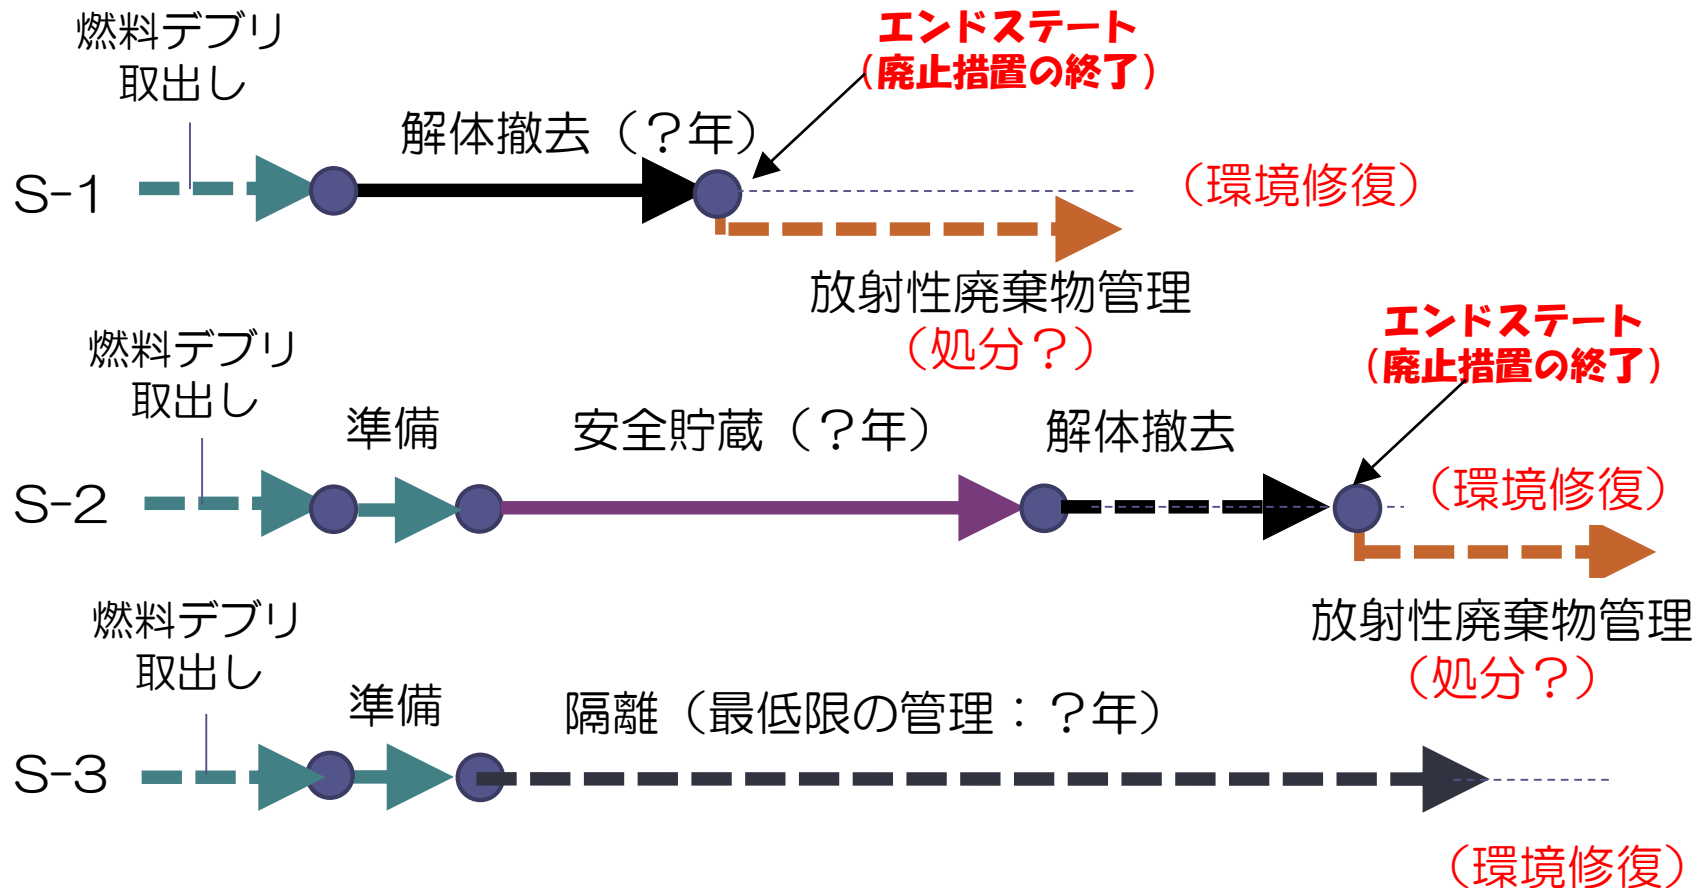 燃料デブリ
取出し
エンドステート
（廃止措置の終了）
解体撤去（？年）
S-1
（環境修復）
放射性廃棄物管理
（処分？）
燃料デブリ
取出し
エンドステート
（廃止措置の終了）
準備
安全貯蔵（？年）
解体撤去
S-2
（環境修復）
放射性廃棄物管理
（処分？）
燃料デブリ
取出し
準備
隔離（最低限の管理：？年）
S-3
（環境修復）